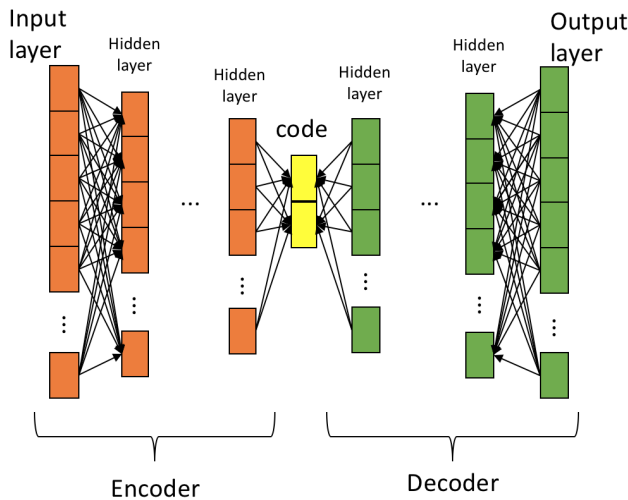 Input
layer
Hidden
layer
Hidden
layer
code
Hidden
layer
Hidden
layer
Output
layer
...
...
...
...
...
...
...
...
Encoder
Decoder